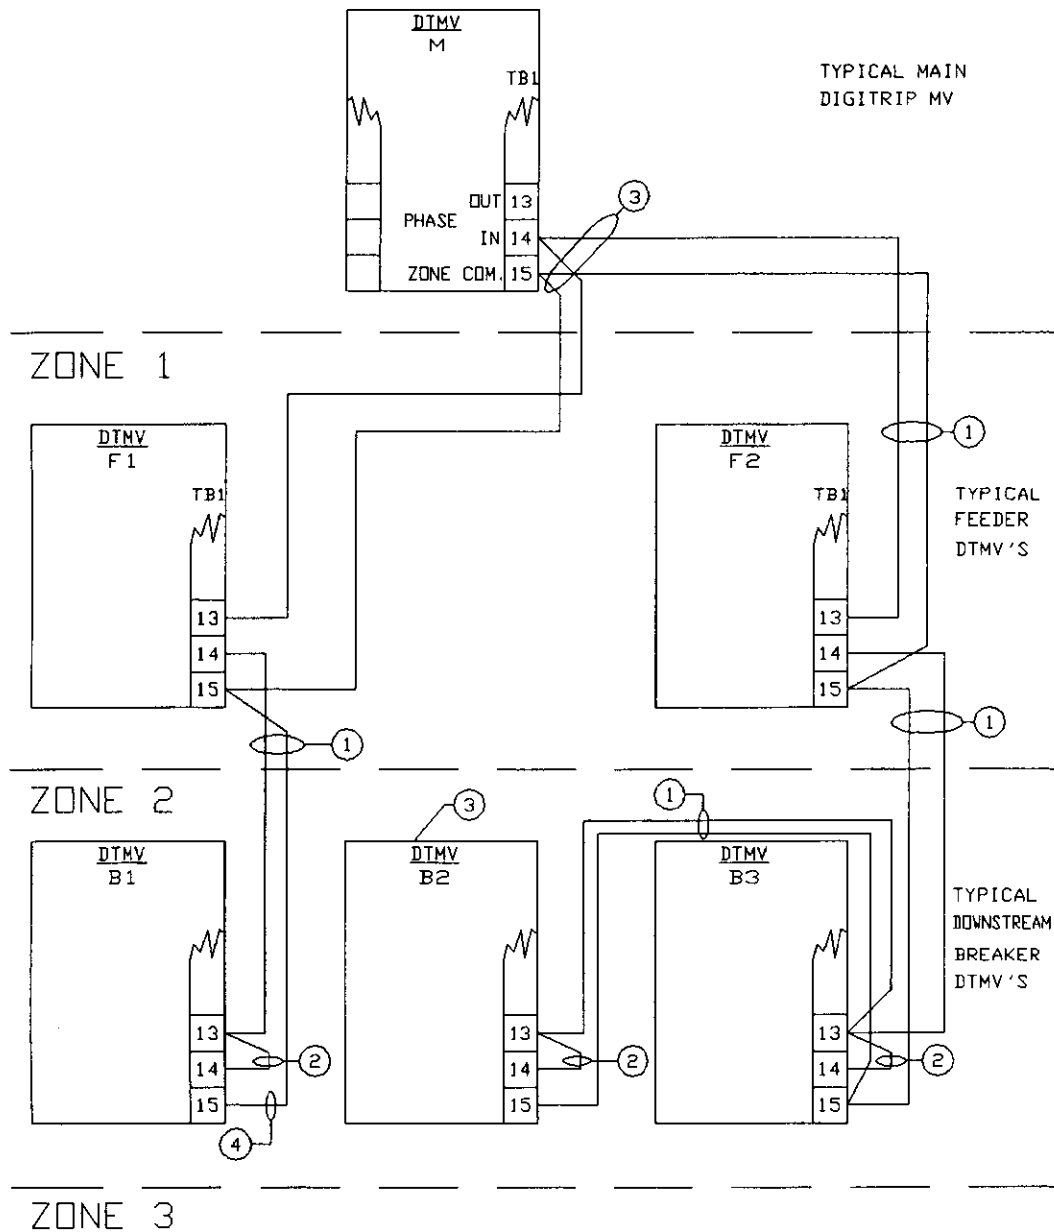 DTMV
M
TB1
TYPICAL MAIN
DIGITRIP MV
OUT 13
PHASE
IN 14
ZONE COM. 15
3
ZONE 1
DTMV
F1
TB1
13
14
15
DTMV
F2
TB1
13
14
15
1
TYPICAL
FEEDER
DTMV'S
1
1
ZONE 2
3
1
DTMV
B1
13
14
15
2
4
DTMV
B2
13
14
15
2
DTMV
B3
13
14
15
2
TYPICAL
DOWNSTREAM
BREAKER
DTMV'S
ZONE 3